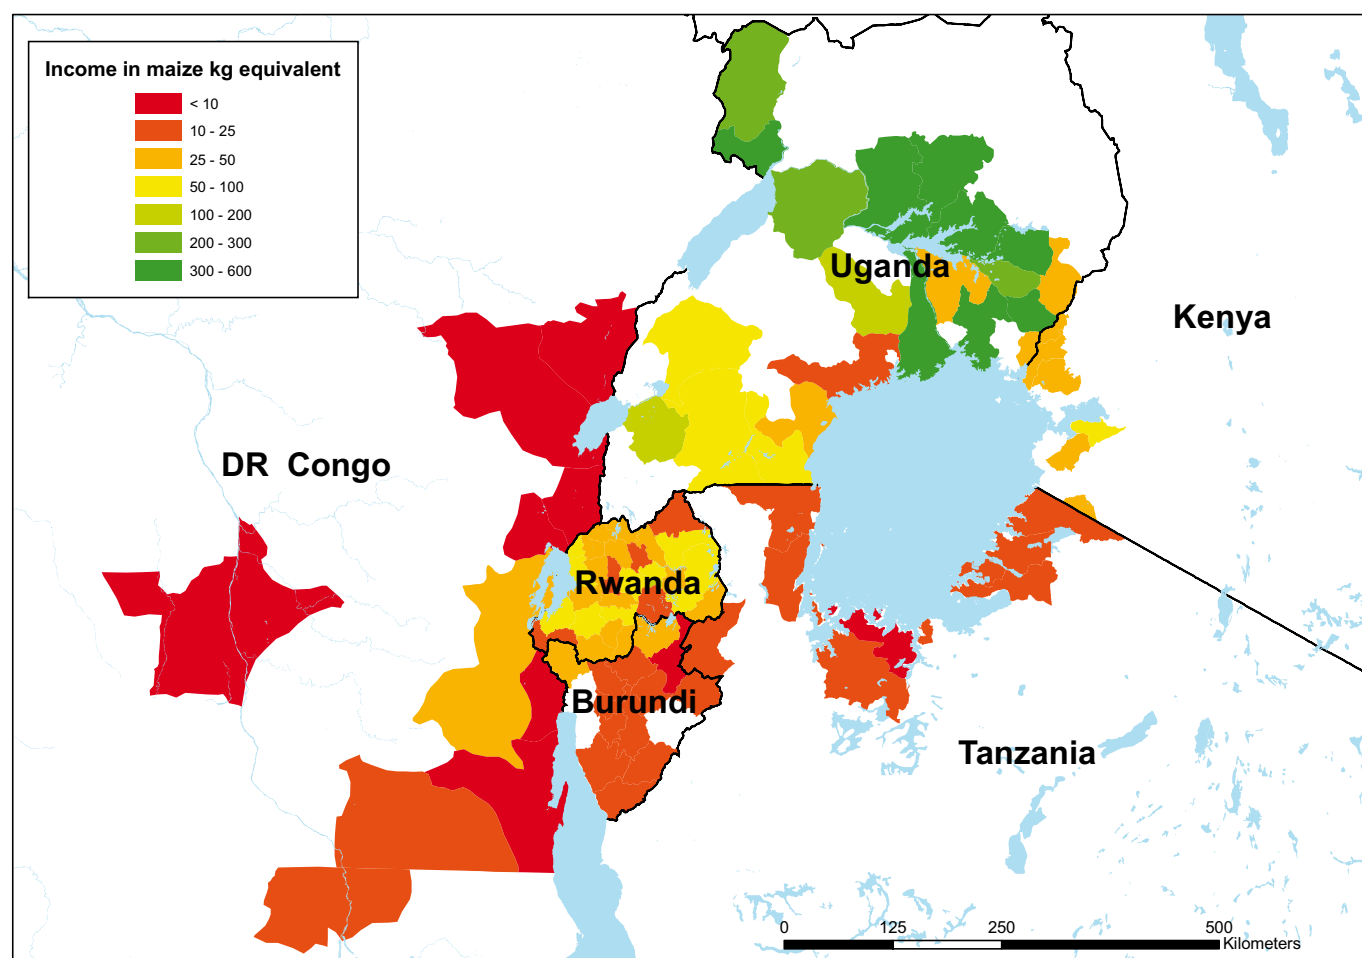 Income in maize kg equivalent
< 10
10 - 25
25 - 50
50 - 100
100 - 200
200 - 300
300 - 600
Uganda
Kenya
DR Congo
Rwanda
Burundi
Tanzania
0 125 250 500
Kilometers